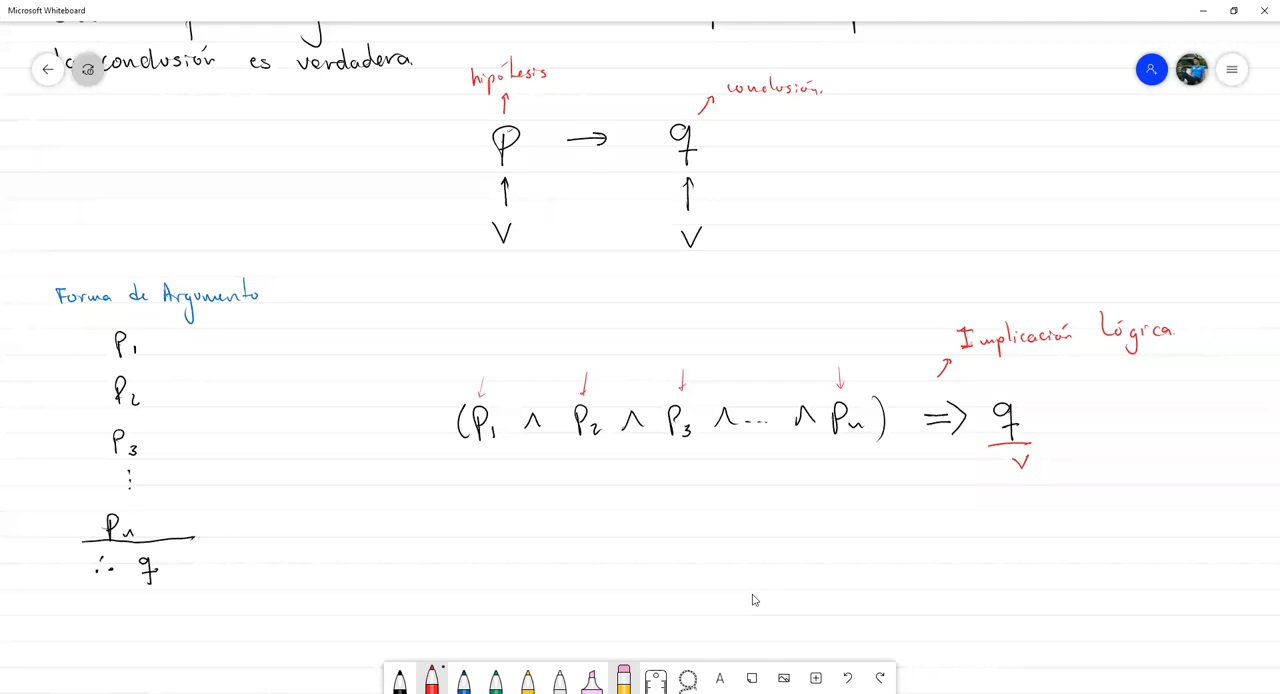 Microsoft Whiteboard
conclusión es verdadera.
hipótesis
conclusión.
p → q
V V
Forma de Argumento
P1
P2
P3
⋮
Pn
∴ q
Implicación Lógica
(P1 ∧ P2 ∧ P3 ∧ ... ∧ Pn) => q
V
A